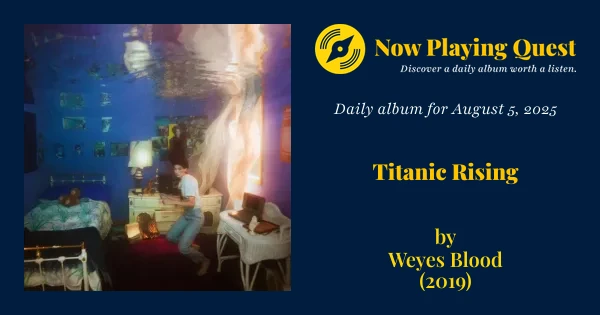 Now Playing Quest
Discover a daily album worth a listen.
Daily album for August 5, 2025
Titanic Rising
by
Weyes Blood
(2019)